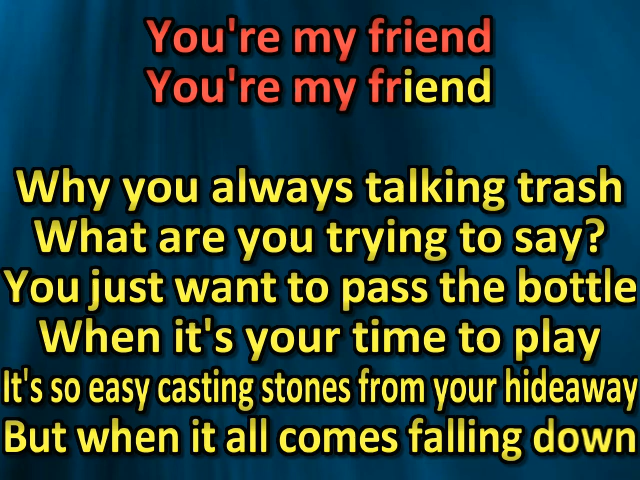 You're my friend
You're my friend
Why you always talking trash
What are you trying to say?
You just want to pass the bottle
When it's your time to play
It's so easy casting stones from your hideaway
But when it all comes falling down